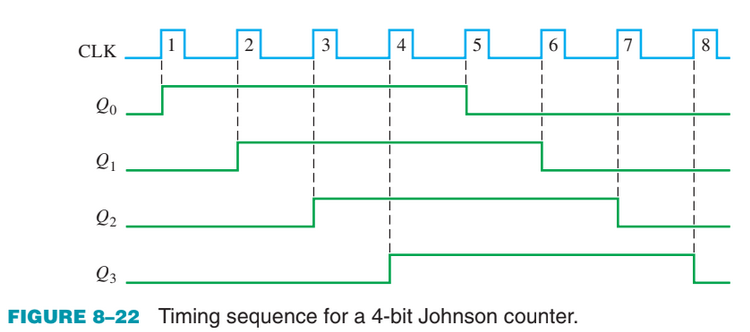 CLK 1 2 3 4 5 6 7 8
Q0
Q1
Q2
Q3
FIGURE 8–22 Timing sequence for a 4-bit Johnson counter.